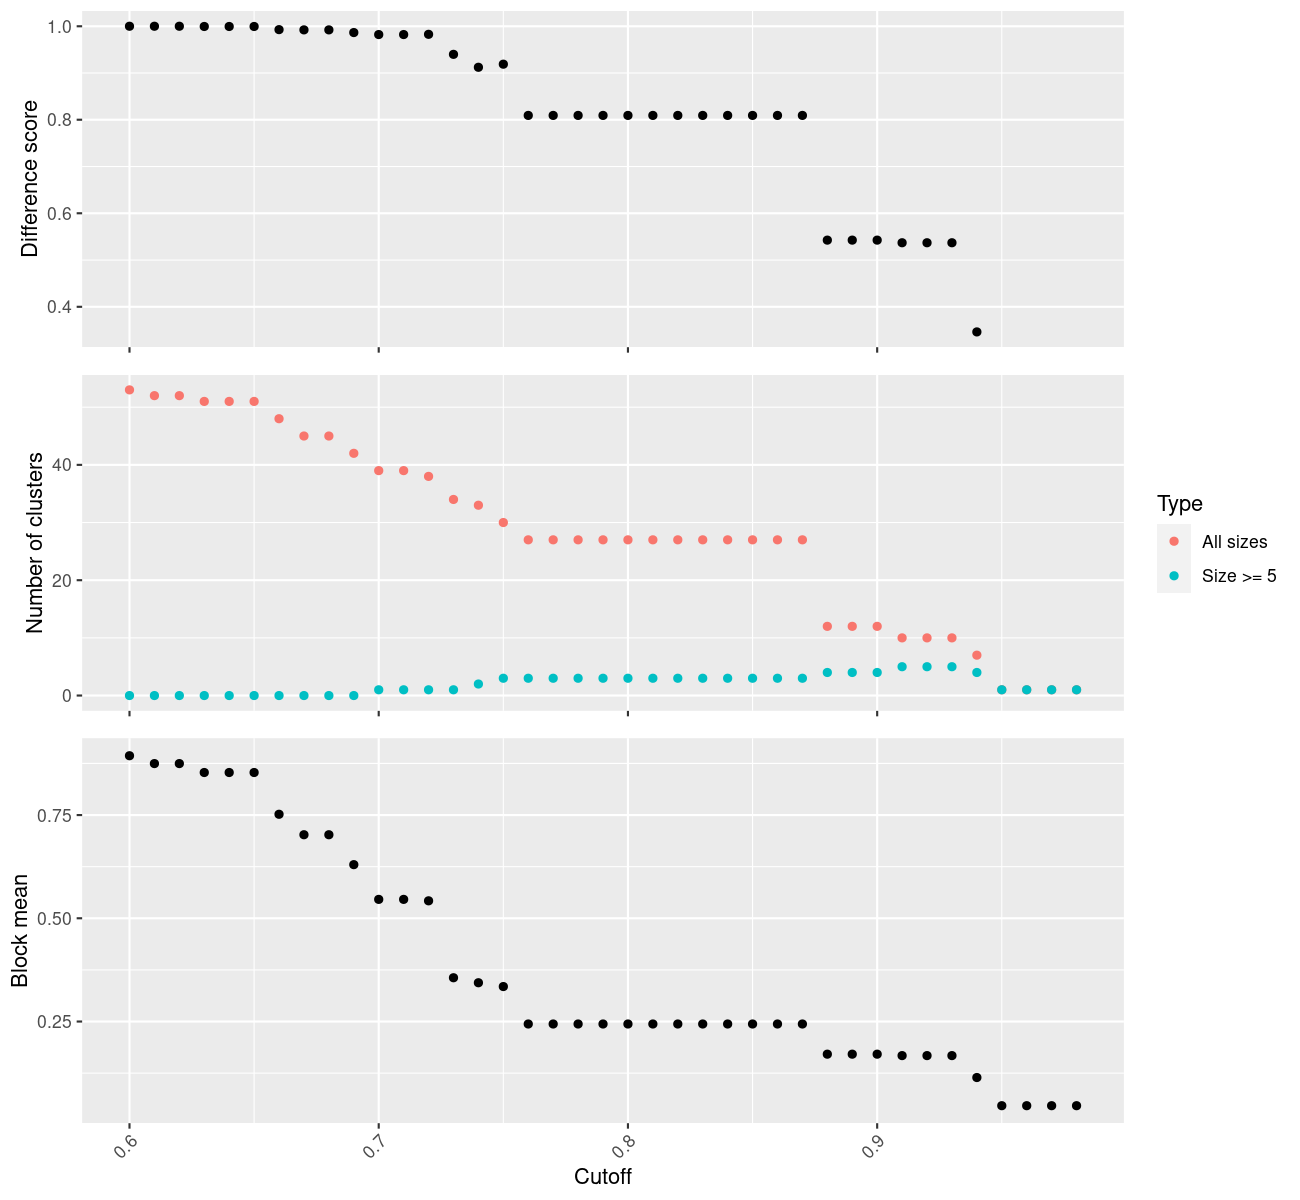 1.0
0.8
0.6
0.4
Difference score
40
20
0
Number of clusters
Type
All sizes
Size >= 5
0.75
0.50
0.25
Block mean
0.6 0.7 0.8 0.9
Cutoff